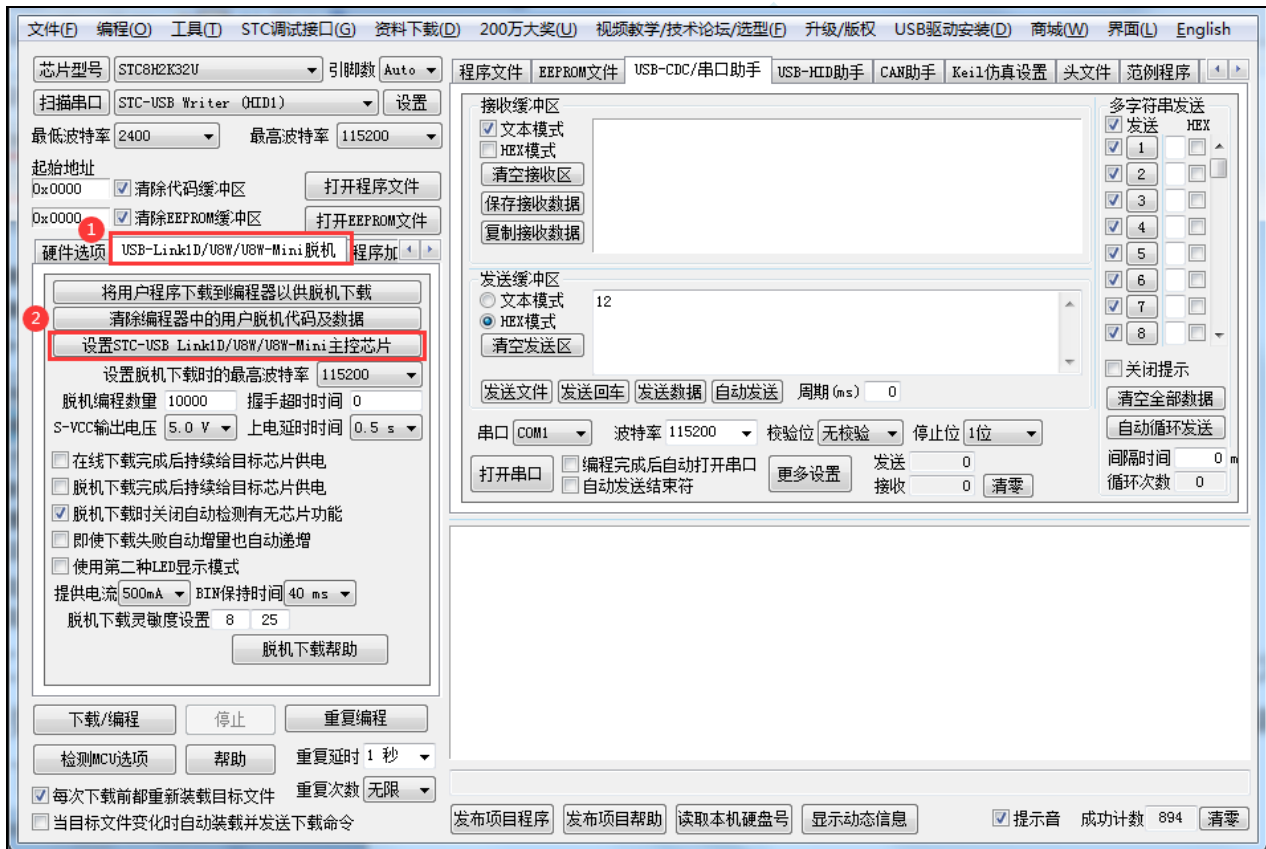 文件(F) 编程(O) 工具(T) STC调试接口(G) 资料下载(D) 200万大奖(U) 视频教学/技术论坛/选型(F) 升级/版权 USB驱动安装(D) 商城(W) 界面(L) English
芯片型号 STC8H2K32U 引脚数 Auto
扫描串口 STC-USB Writer (HID1) 设置
最低波特率 2400 最高波特率 115200
起始地址
0x0000 清除代码缓冲区 打开程序文件
0x0000 清除EEPROM缓冲区 打开EEPROM文件
1
硬件选项 USB-Link1D/U8W/U8W-Mini脱机 程序加
将用户程序下载到编程器以供脱机下载
2
清除编程器中的用户脱机代码及数据
设置STC-USB Link1D/U8W/U8W-Mini主控芯片
设置脱机下载时的最高波特率 115200
脱机编程数量 10000 握手超时时间 0
S-VCC输出电压 5.0 V 上电延时时间 0.5 s
在线下载完成后持续给目标芯片供电
脱机下载完成后持续给目标芯片供电
脱机下载时关闭自动检测有无芯片功能
即使下载失败自动增量也自动递增
使用第二种LED显示模式
提供电流 500mA BIN保持时间 40 ms
脱机下载灵敏度设置 8 25
脱机下载帮助
下载/编程 停止 重复编程
检测MCU选项 帮助 重复延时 1 秒
每次下载前都重新装载目标文件 重复次数 无限
当目标文件变化时自动装载并发送下载命令
程序文件 EEPROM文件 USB-CDC/串口助手 USB-HID助手 CAN助手 Keil仿真设置 头文件 范例程序
接收缓冲区
文本模式
HEX模式
清空接收区
保存接收数据
复制接收数据
发送缓冲区
文本模式 12
HEX模式
清空发送区
发送文件 发送回车 发送数据 自动发送 周期(ms) 0
串口 COM1 波特率 115200 校验位 无校验 停止位 1位
打开串口 编程完成后自动打开串口 更多设置 发送 0
自动发送结束符 接收 0 清零
多字符串发送
发送 HEX
1
2
3
4
5
6
7
8
关闭提示
清空全部数据
自动循环发送
间隔时间 0 m
循环次数 0
发布项目程序 发布项目帮助 读取本机硬盘号 显示动态信息 提示音 成功计数 894 清零